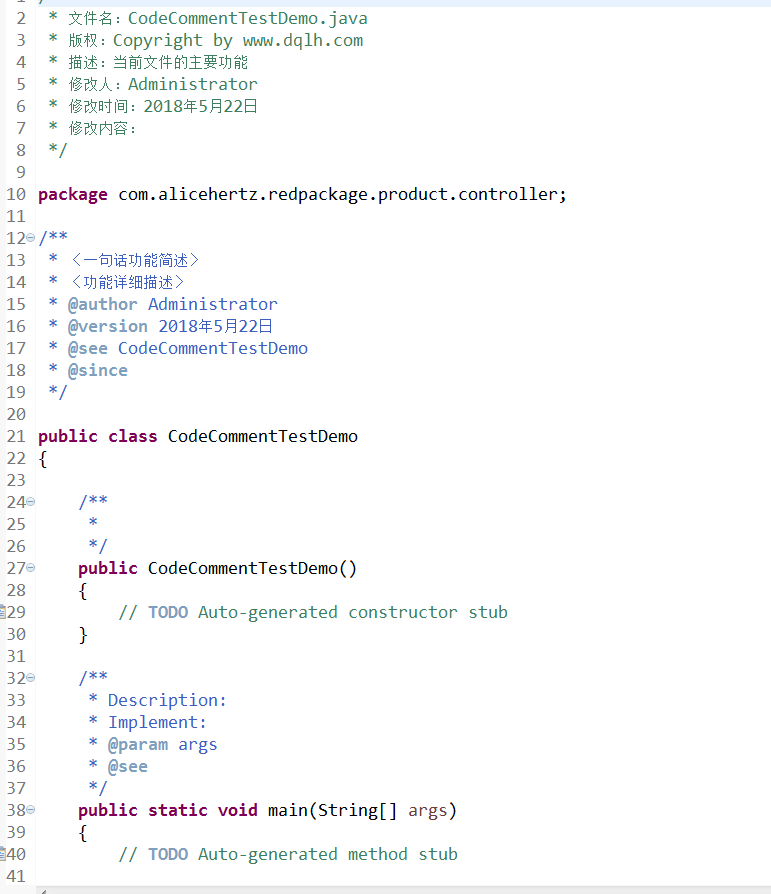 2 * 文件名：CodeCommentTestDemo.java
3 * 版权：Copyright by www.dqlh.com
4 * 描述：当前文件的主要功能
5 * 修改人：Administrator
6 * 修改时间：2018年5月22日
7 * 修改内容：
8 */
9
10 package com.alicehertz.redpackage.product.controller;
11
12 /**
13 * 〈一句话功能简述〉
14 * 〈功能详细描述〉
15 * @author Administrator
16 * @version 2018年5月22日
17 * @see CodeCommentTestDemo
18 * @since
19 */
20
21 public class CodeCommentTestDemo
22 {
23
24 /**
25 *
26 */
27 public CodeCommentTestDemo()
28 {
29 // TODO Auto-generated constructor stub
30 }
31
32 /**
33 * Description:
34 * Implement:
35 * @param args
36 * @see
37 */
38 public static void main(String[] args)
39 {
40 // TODO Auto-generated method stub
41